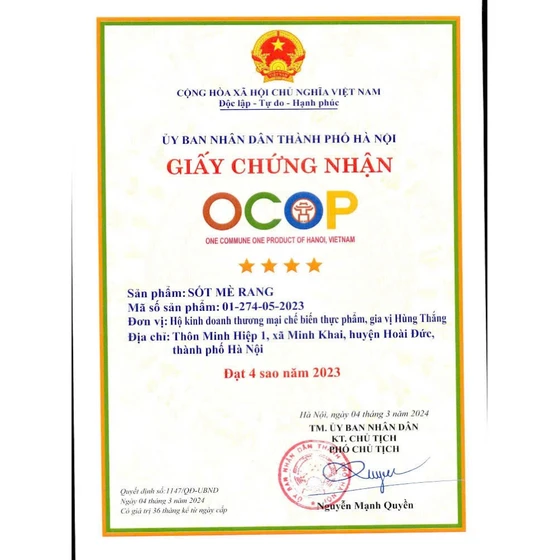 CỘNG HÒA XÃ HỘI CHỦ NGHĨA VIỆT NAM
Độc lập - Tự do - Hạnh phúc
ỦY BAN NHÂN DÂN THÀNH PHỐ HÀ NỘI
GIẤY CHỨNG NHẬN
OCOP
ONE COMMUNE ONE PRODUCT OF HANOI, VIETNAM
Sản phẩm: SỐT MÈ RANG
Mã số sản phẩm: 01-274-05-2023
Đơn vị: Hộ kinh doanh thương mại chế biến thực phẩm, gia vị Hùng Thắng
Địa chỉ: Thôn Minh Hiệp 1, xã Minh Khai, huyện Hoài Đức,
thành phố Hà Nội
Đạt 4 sao năm 2023
Hà Nội, ngày 04 tháng 3 năm 2024
TM. ỦY BAN NHÂN DÂN
KT. CHỦ TỊCH
PHÓ CHỦ TỊCH
Nguyễn Mạnh Quyền
Quyết định số:1147/QĐ-UBND
Ngày 04 tháng 3 năm 2024
Có giá trị 36 tháng kể từ ngày cấp